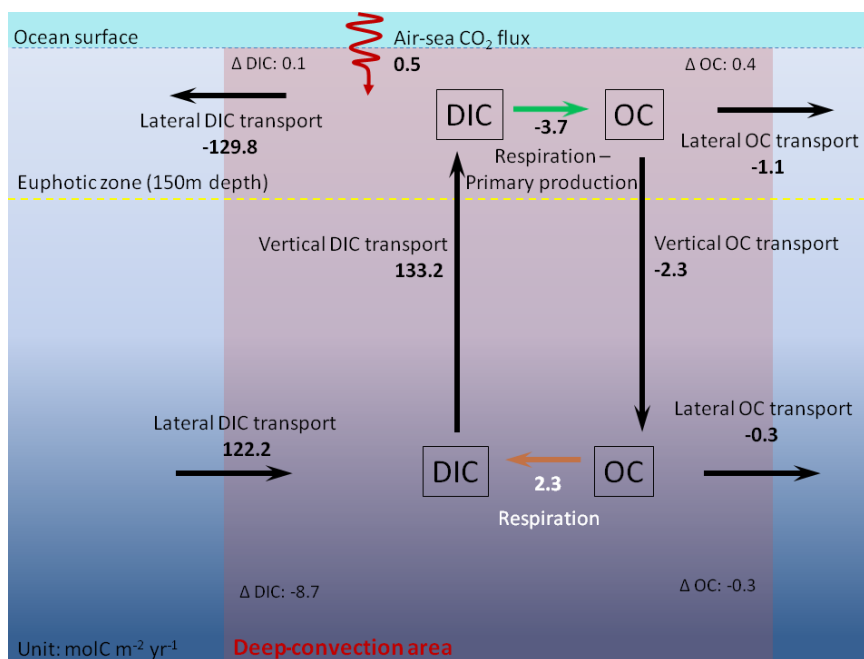 Ocean surface
Air-sea CO₂ flux
0.5
Δ DIC: 0.1
Δ OC: 0.4
Lateral DIC transport
-129.8
DIC
-3.7
OC
Respiration –
Primary production
Lateral OC transport
-1.1
Euphotic zone (150m depth)
Vertical DIC transport
133.2
Vertical OC transport
-2.3
Lateral DIC transport
122.2
DIC
2.3
OC
Respiration
Lateral OC transport
-0.3
Δ DIC: -8.7
Δ OC: -0.3
Unit: molC m⁻² yr⁻¹
Deep-convection area